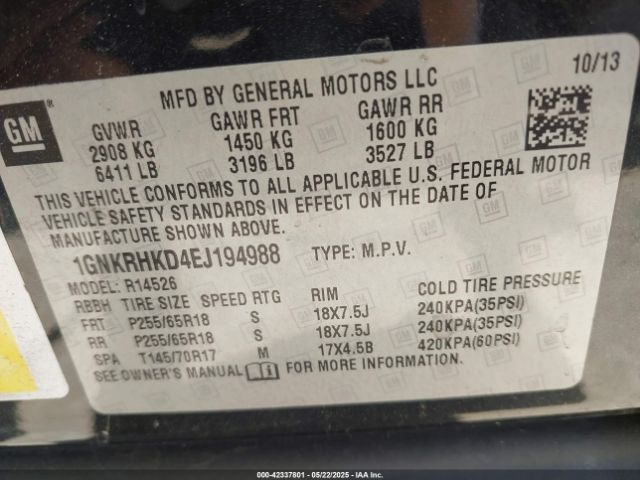 MFD BY GENERAL MOTORS LLC 10/13
GM
GVWR GAWR FRT GAWR RR
2908 KG 1450 KG 1600 KG
6411 LB 3196 LB 3527 LB
THIS VEHICLE CONFORMS TO ALL APPLICABLE U.S. FEDERAL MOTOR
VEHICLE SAFETY STANDARDS IN EFFECT ON THE DATE OF
MANUFACTURE SHOWN ABOVE.
1GNKRHKD4EJ194988 TYPE: M.P.V.
MODEL: R14526
RBBH TIRE SIZE SPEED RTG RIM COLD TIRE PRESSURE
FRT P255/65R18 S 18X7.5J 240KPA(35PSI)
RR P255/65R18 S 18X7.5J 240KPA(35PSI)
SPA T145/70R17 M 17X4.5B 420KPA(60PSI)
SEE OWNER'S MANUAL FOR MORE INFORMATION.
000-42337801 - 05/22/2025 - IAAI.COM